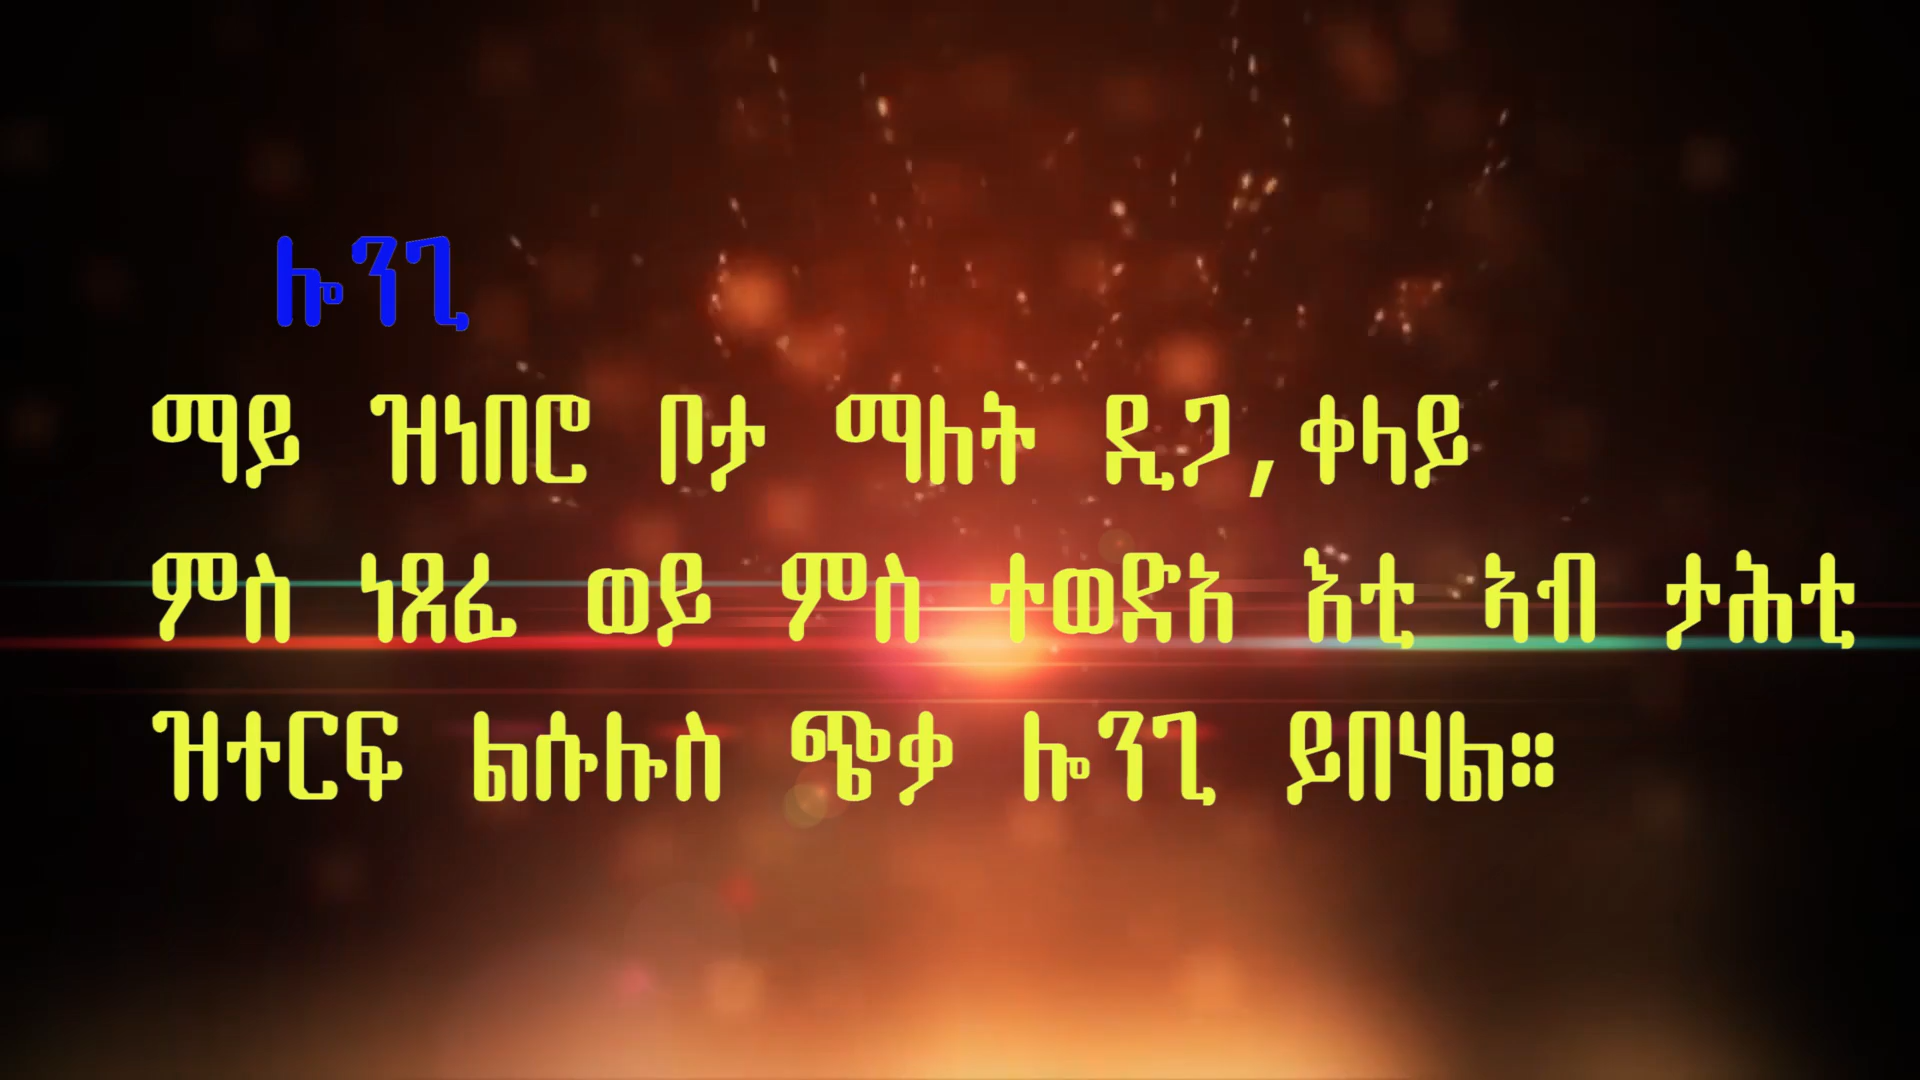 ሎንጊ
ማይ ዝነበሮ ቦታ ማለት ዲጋ,ቀላይ
ምስ ነጸፈ ወይ ምስ ተወድአ እቲ ኣብ ታሕቲ
ዝተርፍ ልሱሉስ ጭቃ ሎንጊ ይበሃል።